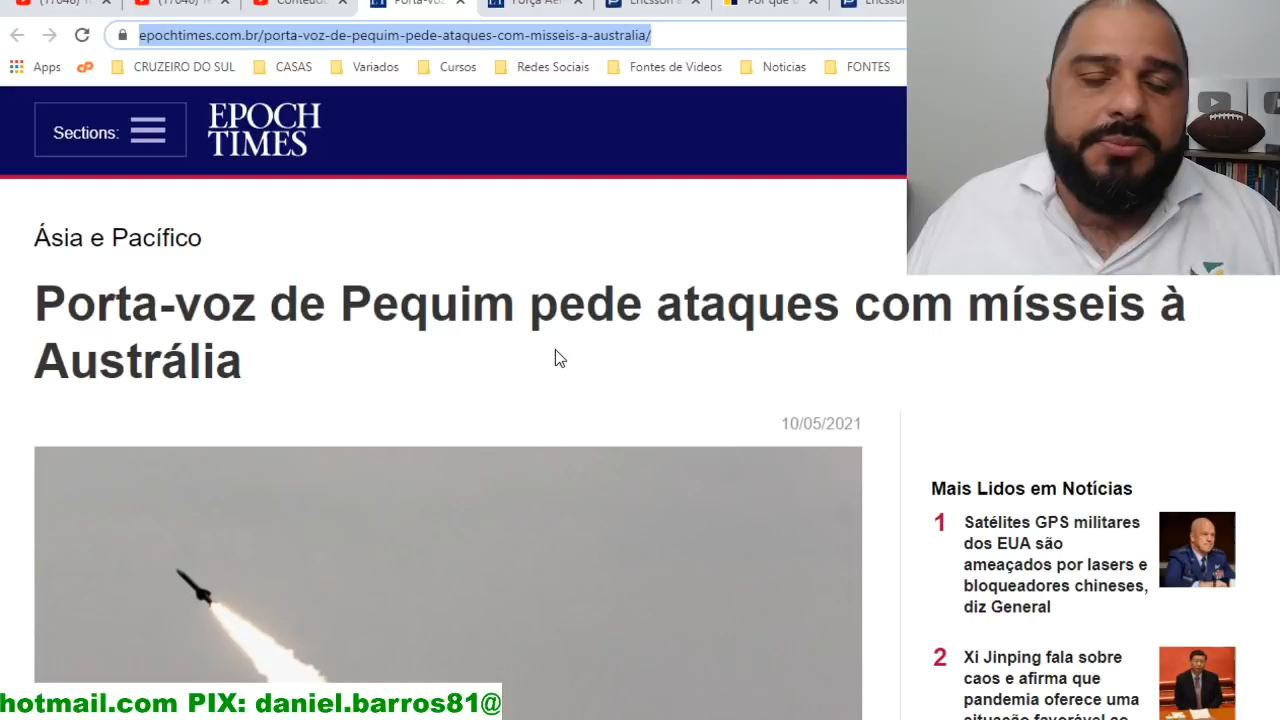 epochtimes.com.br/porta-voz-de-pequim-pede-ataques-com-misseis-a-australia/
Apps
CRUZEIRO DO SUL
CASAS
Variados
Cursos
Redes Sociais
Fontes de Videos
Noticias
FONTES
Sections:
EPOCH
TIMES
Ásia e Pacífico
Porta-voz de Pequim pede ataques com mísseis à
Austrália
10/05/2021
Mais Lidos em Notícias
1
Satélites GPS militares
dos EUA são
ameaçados por lasers e
bloqueadores chineses,
diz General
2
Xi Jinping fala sobre
caos e afirma que
pandemia oferece uma
hotmail.com PIX: daniel.barros81@